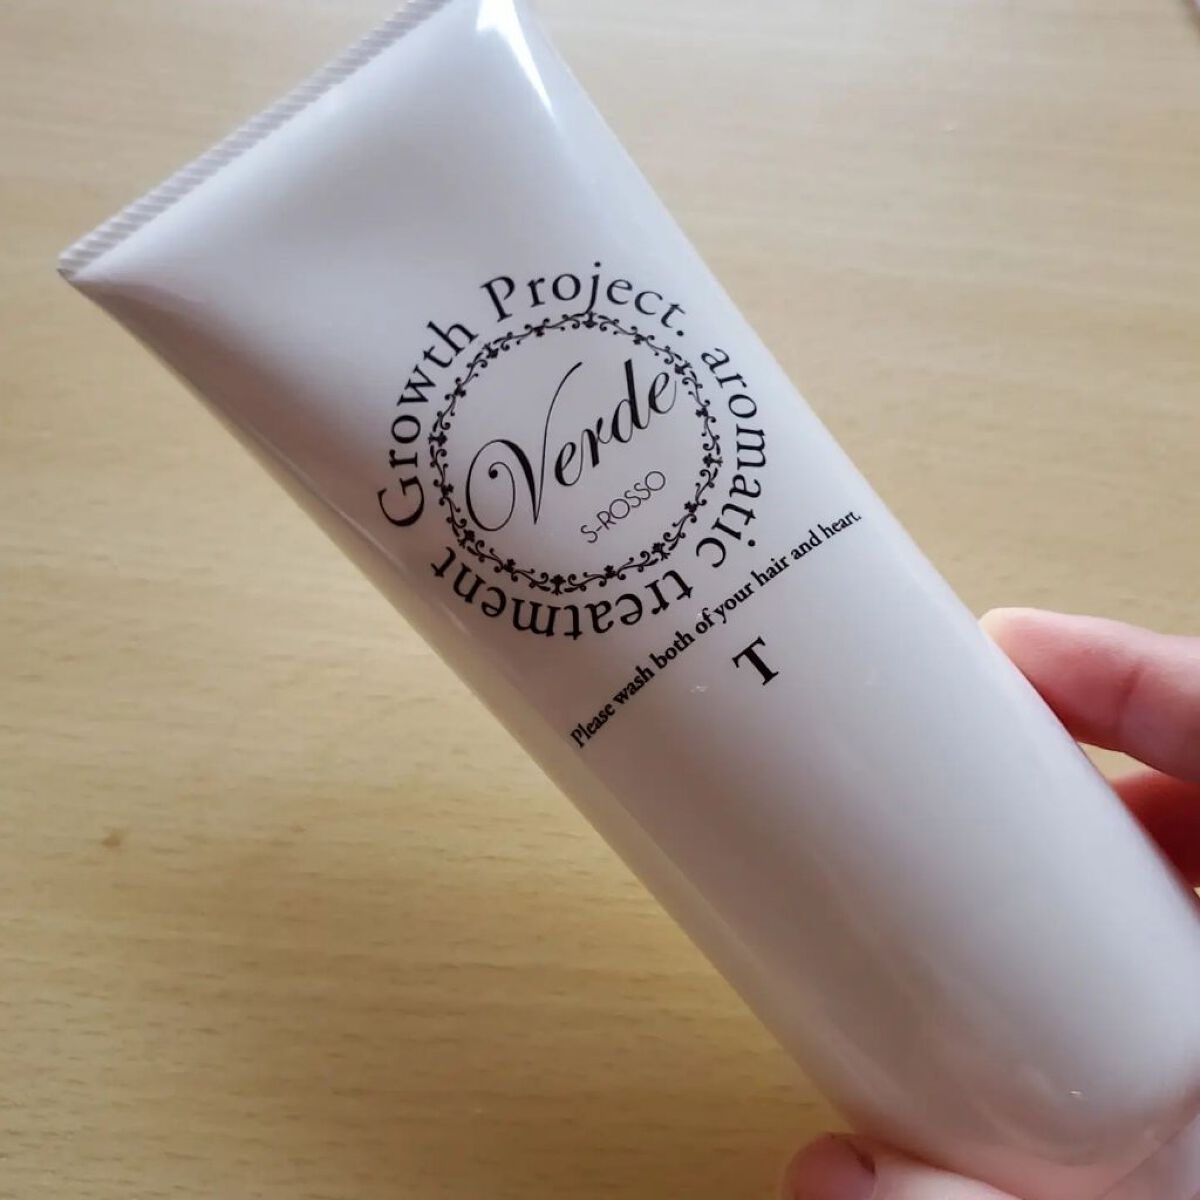 Growth Project. aromatic treatment
Verde
S-ROSSO
Please wash both of your hair and heart.
T